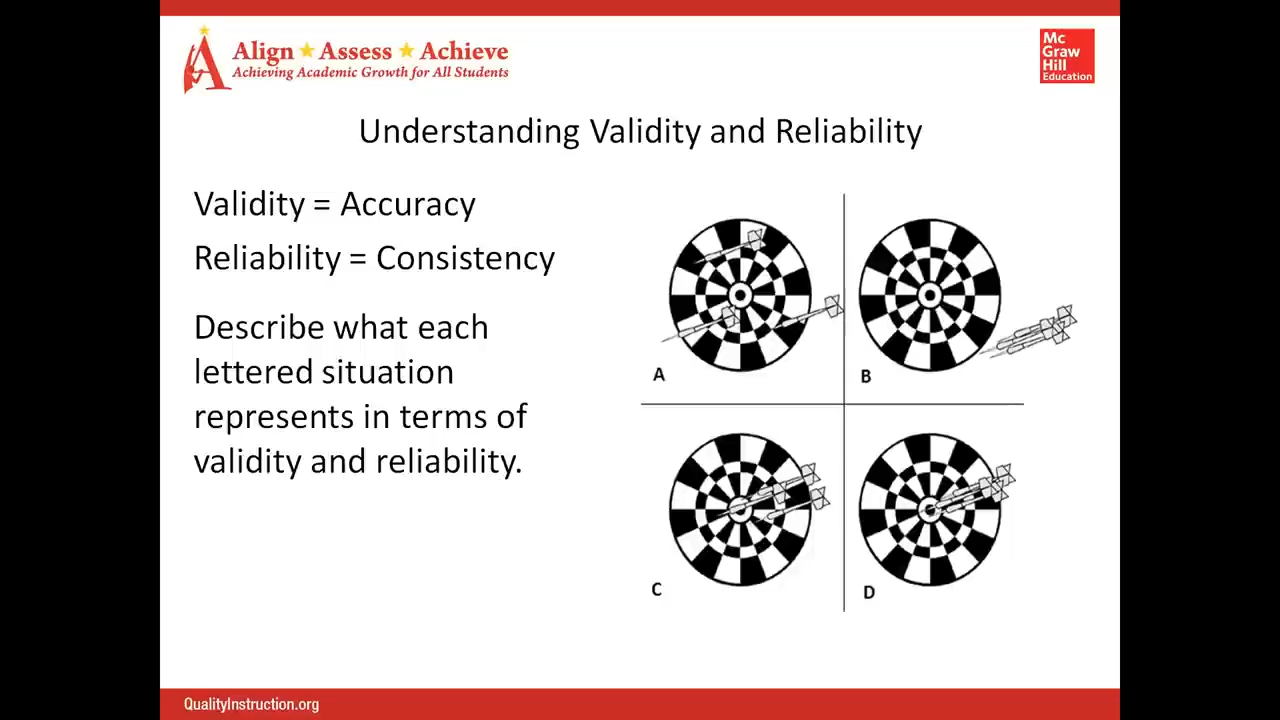 Align ★ Assess ★ Achieve
Achieving Academic Growth for All Students
Mc
Graw
Hill
Education
Understanding Validity and Reliability
Validity = Accuracy
Reliability = Consistency
Describe what each
lettered situation
represents in terms of
validity and reliability.
A
B
C
D
QualityInstruction.org